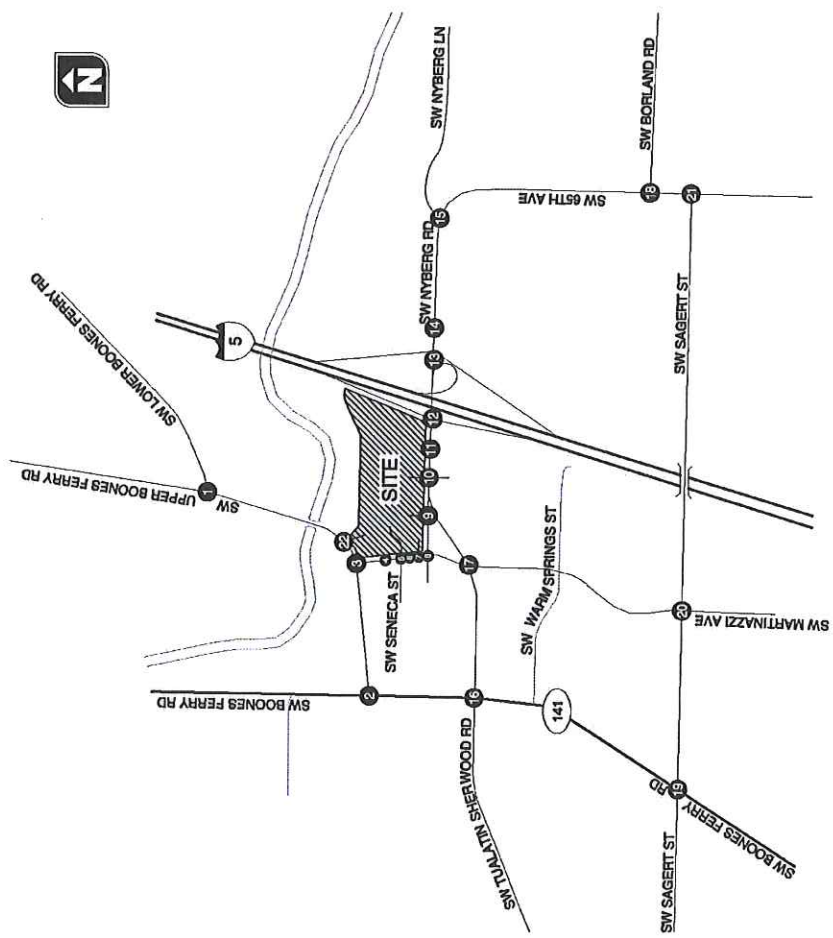 N
SW LOWER BOONES FERRY RD
SW
UPPER BOONES FERRY RD
5
SW NYBERG LN
1
22
3
SITE
4
SW SENECA ST
9
10
11
12
13
14
SW NYBERG RD
15
SW BOONES FERRY RD
2
17
16
SW TUALATIN SHERWOOD RD
SW WARM SPRINGS ST
141
SW 65TH AVE
SW BORLAND RD
18
21
SW SAGERT ST
20
SW MARTINAZZI AVE
19
SW BOONES FERRY
RD
SW SAGERT ST